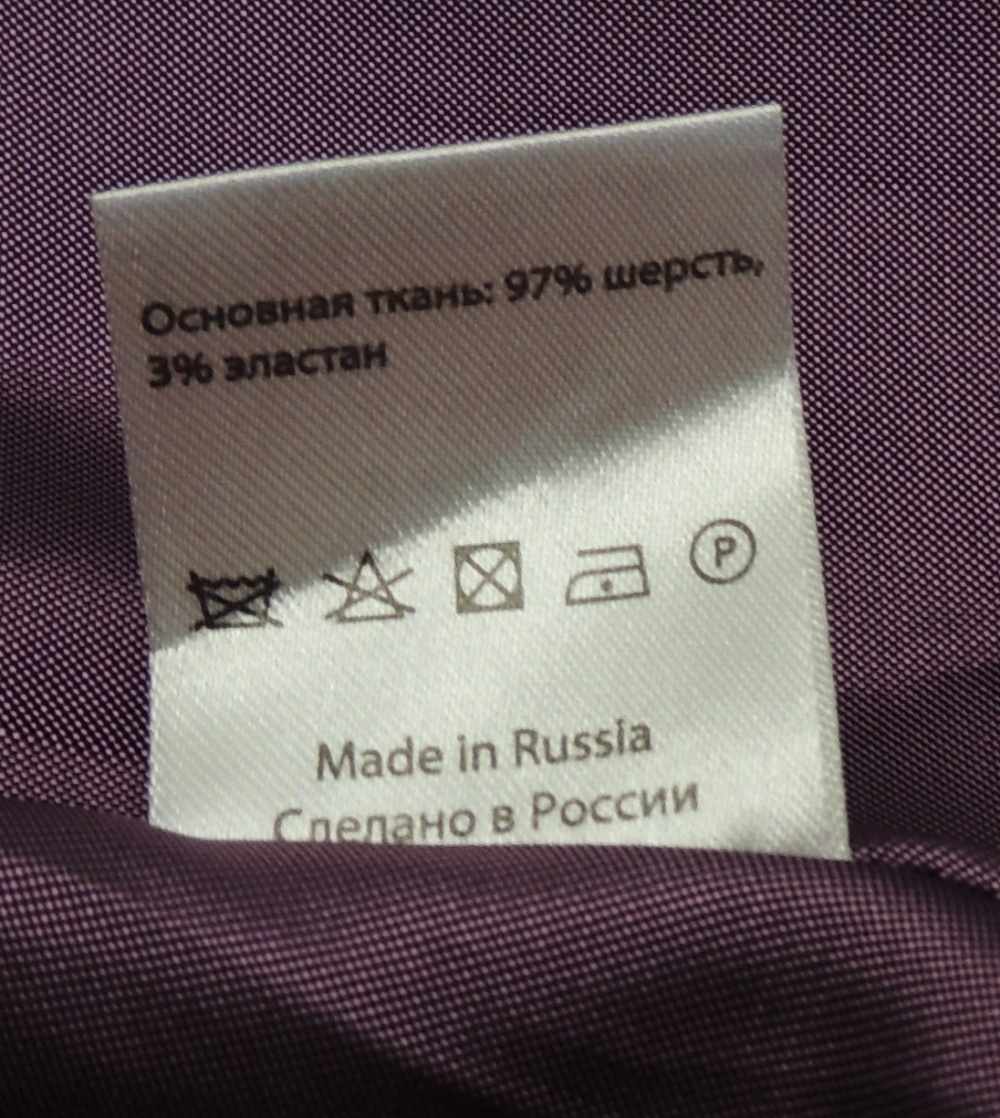 Основная ткань: 97% шерсть,
3% эластан
P
Made in Russia
Сделано в России